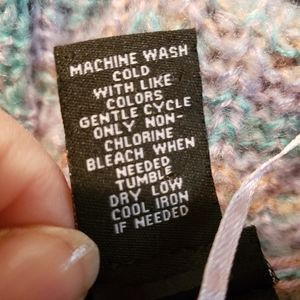 MACHINE WASH
COLD
WITH LIKE
COLORS
GENTLE CYCLE
ONLY NON-
CHLORINE
BLEACH WHEN
NEEDED
TUMBLE
DRY LOW
COOL IRON
IF NEEDED